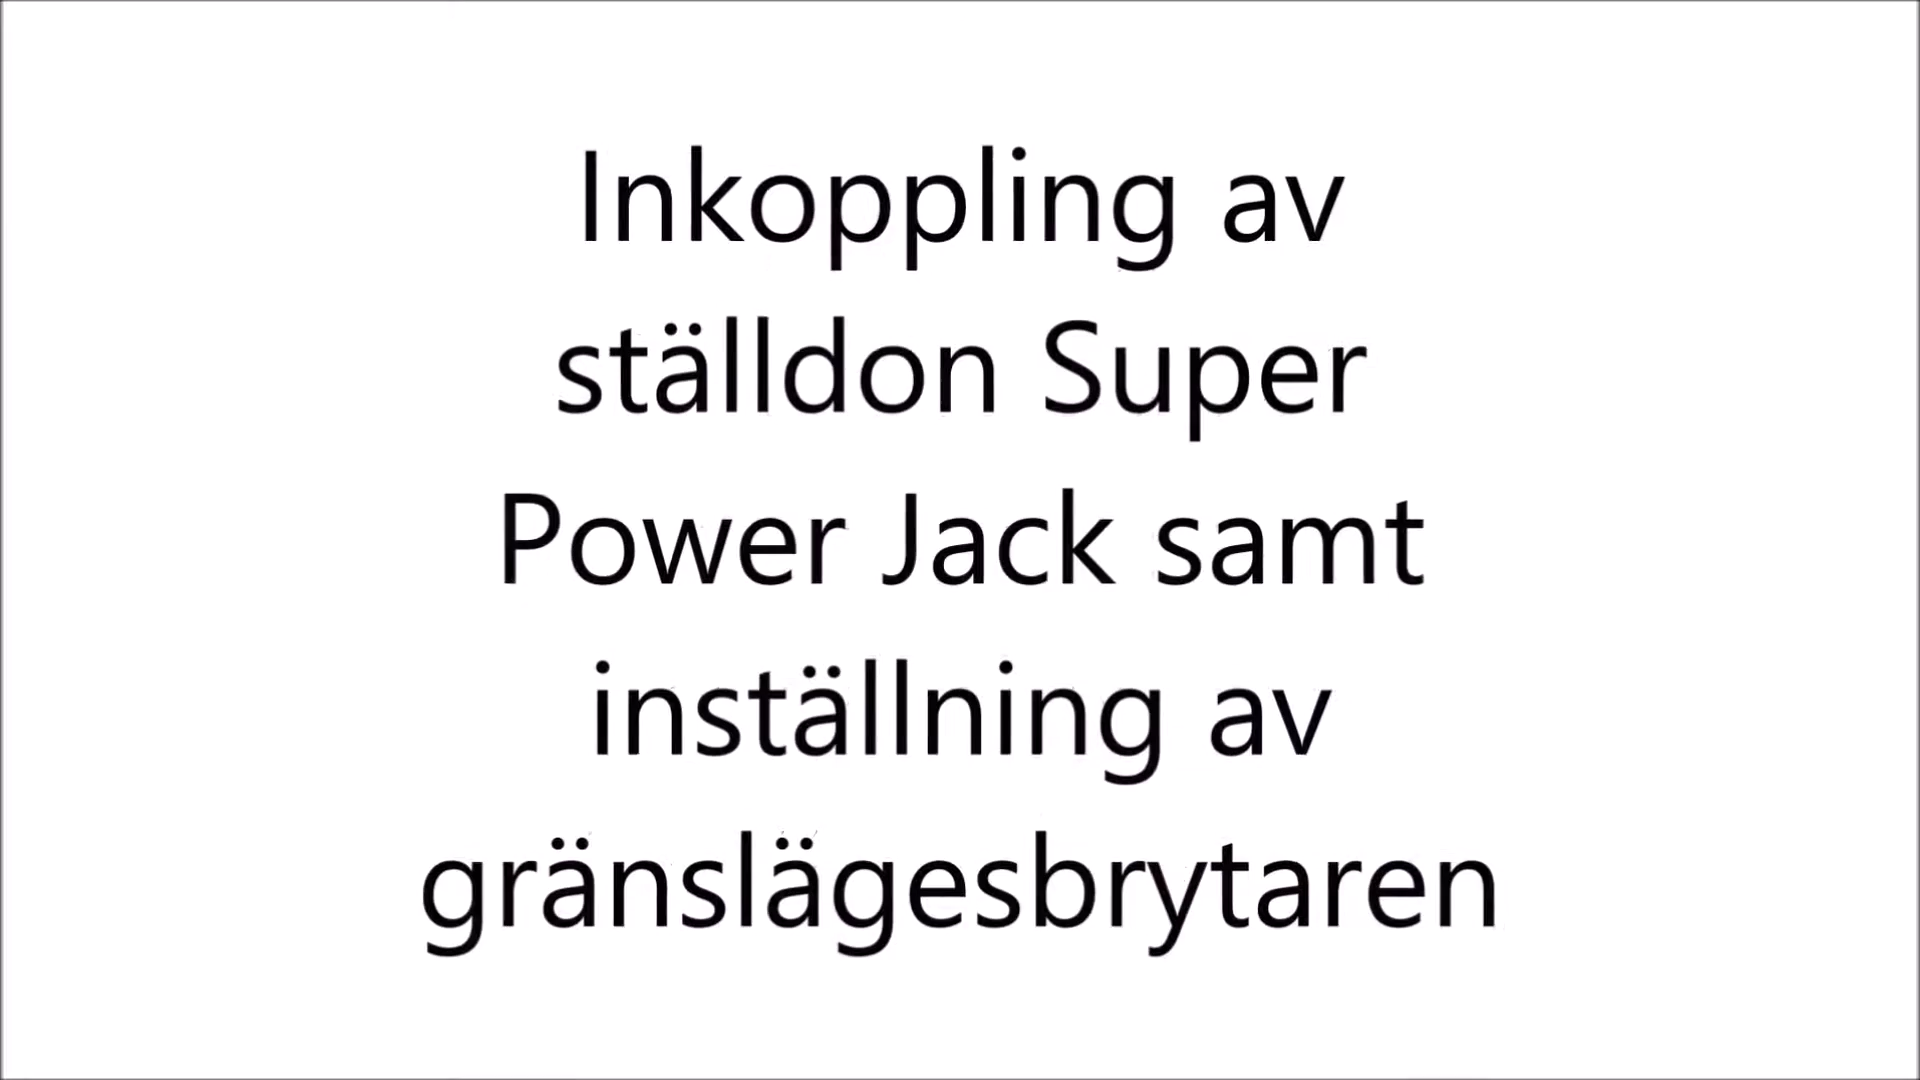 Inkoppling av
ställdon Super
Power Jack samt
inställning av
gränslägesbrytaren